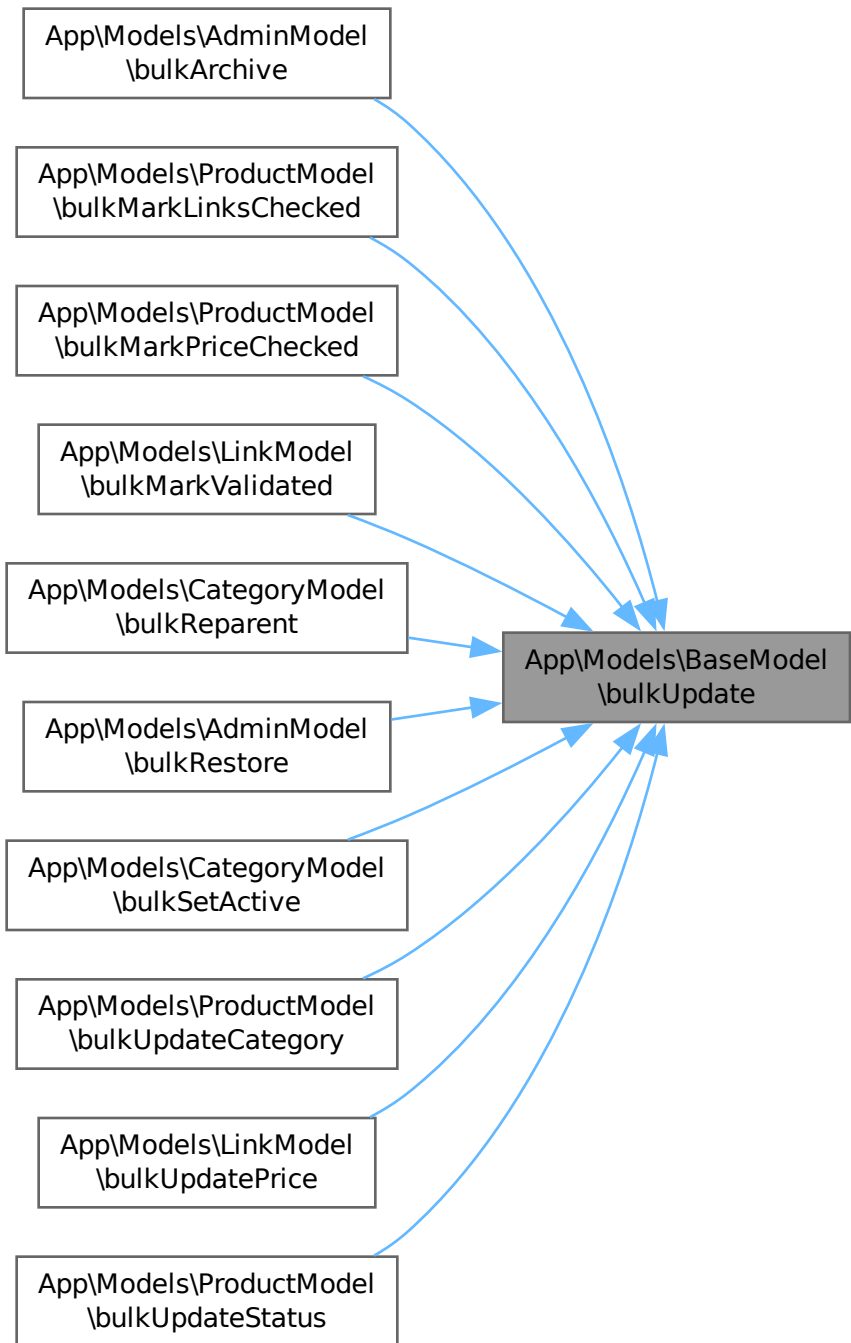 App\Models\AdminModel
\bulkArchive
App\Models\ProductModel
\bulkMarkLinksChecked
App\Models\ProductModel
\bulkMarkPriceChecked
App\Models\LinkModel
\bulkMarkValidated
App\Models\CategoryModel
\bulkReparent
App\Models\BaseModel
\bulkUpdate
App\Models\AdminModel
\bulkRestore
App\Models\CategoryModel
\bulkSetActive
App\Models\ProductModel
\bulkUpdateCategory
App\Models\LinkModel
\bulkUpdatePrice
App\Models\ProductModel
\bulkUpdateStatus